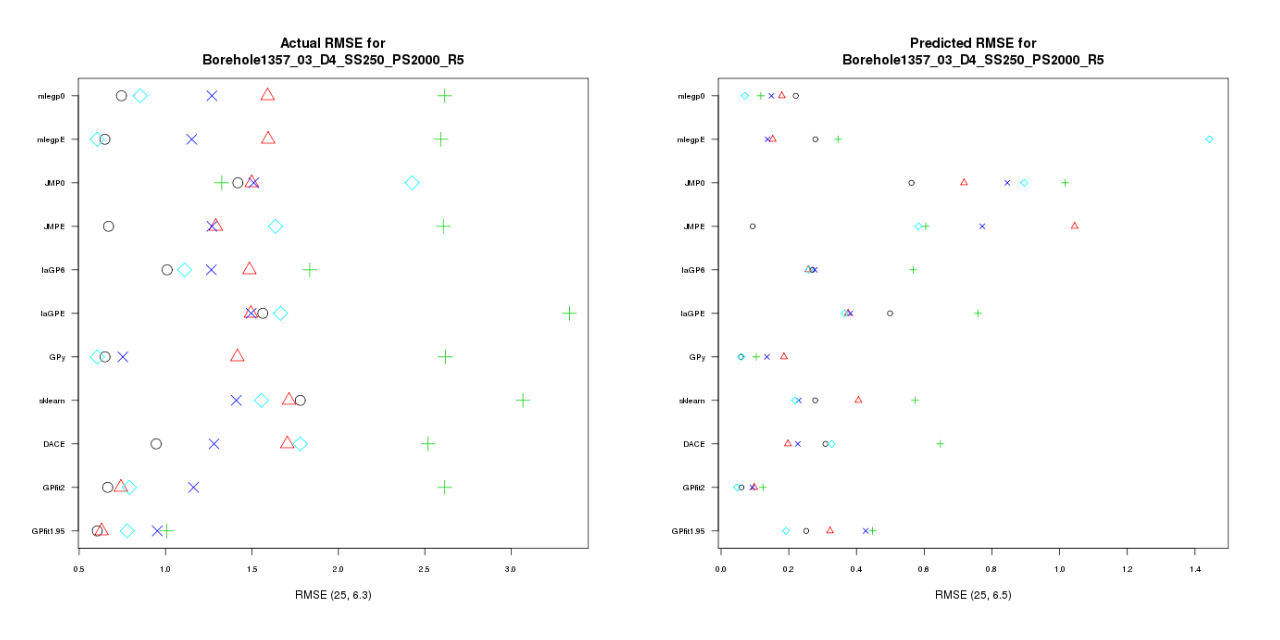 Actual RMSE for
Borehole1357_03_D4_SS250_PS2000_R5
mlegp0
mlegpE
JMP0
JMPE
laGP6
laGPE
GPy
sklearn
DACE
GPfit2
GPfit1.95
0.5 1.0 1.5 2.0 2.5 3.0
RMSE (25, 6.3)
Predicted RMSE for
Borehole1357_03_D4_SS250_PS2000_R5
mlegp0
mlegpE
JMP0
JMPE
laGP6
laGPE
GPy
sklearn
DACE
GPfit2
GPfit1.95
0.0 0.2 0.4 0.6 0.8 1.0 1.2 1.4
RMSE (25, 6.5)